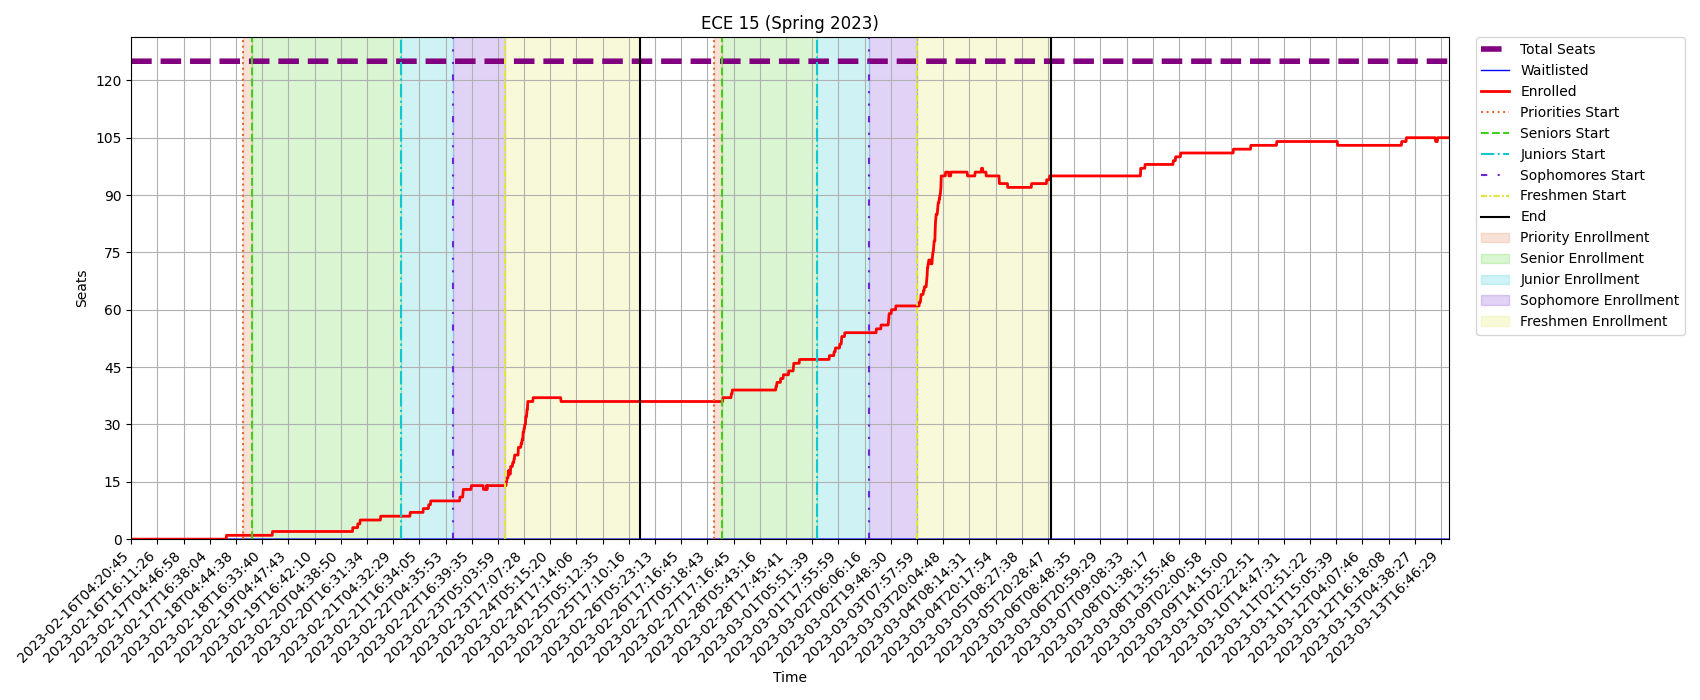 ECE 15 (Spring 2023)
Seats
120
105
90
75
60
45
30
15
0
2023-02-16T04:20:45
2023-02-16T16:11:26
2023-02-17T04:46:58
2023-02-17T16:38:04
2023-02-18T04:44:38
2023-02-18T16:33:40
2023-02-19T04:47:43
2023-02-19T16:42:10
2023-02-20T04:38:50
2023-02-20T16:31:34
2023-02-21T04:32:29
2023-02-21T16:34:05
2023-02-22T04:35:53
2023-02-22T16:39:35
2023-02-23T05:03:59
2023-02-23T17:07:28
2023-02-24T05:15:20
2023-02-24T17:14:06
2023-02-25T05:12:35
2023-02-25T17:10:16
2023-02-26T05:23:13
2023-02-26T17:16:45
2023-02-27T05:18:43
2023-02-27T17:16:45
2023-02-28T05:43:16
2023-02-28T17:45:41
2023-03-01T05:51:39
2023-03-01T17:55:59
2023-03-02T06:06:16
2023-03-02T19:48:30
2023-03-03T07:57:59
2023-03-03T20:04:48
2023-03-04T08:14:31
2023-03-04T20:17:54
2023-03-05T08:27:38
2023-03-05T20:28:47
2023-03-06T08:48:35
2023-03-06T20:59:29
2023-03-07T09:08:33
2023-03-08T01:38:17
2023-03-08T13:55:46
2023-03-09T02:00:58
2023-03-09T14:15:00
2023-03-10T02:22:51
2023-03-10T14:47:31
2023-03-11T02:51:22
2023-03-11T15:05:39
2023-03-12T04:07:46
2023-03-12T16:18:08
2023-03-13T04:38:27
2023-03-13T16:46:29
Time
Total Seats
Waitlisted
Enrolled
Priorities Start
Seniors Start
Juniors Start
Sophomores Start
Freshmen Start
End
Priority Enrollment
Senior Enrollment
Junior Enrollment
Sophomore Enrollment
Freshmen Enrollment